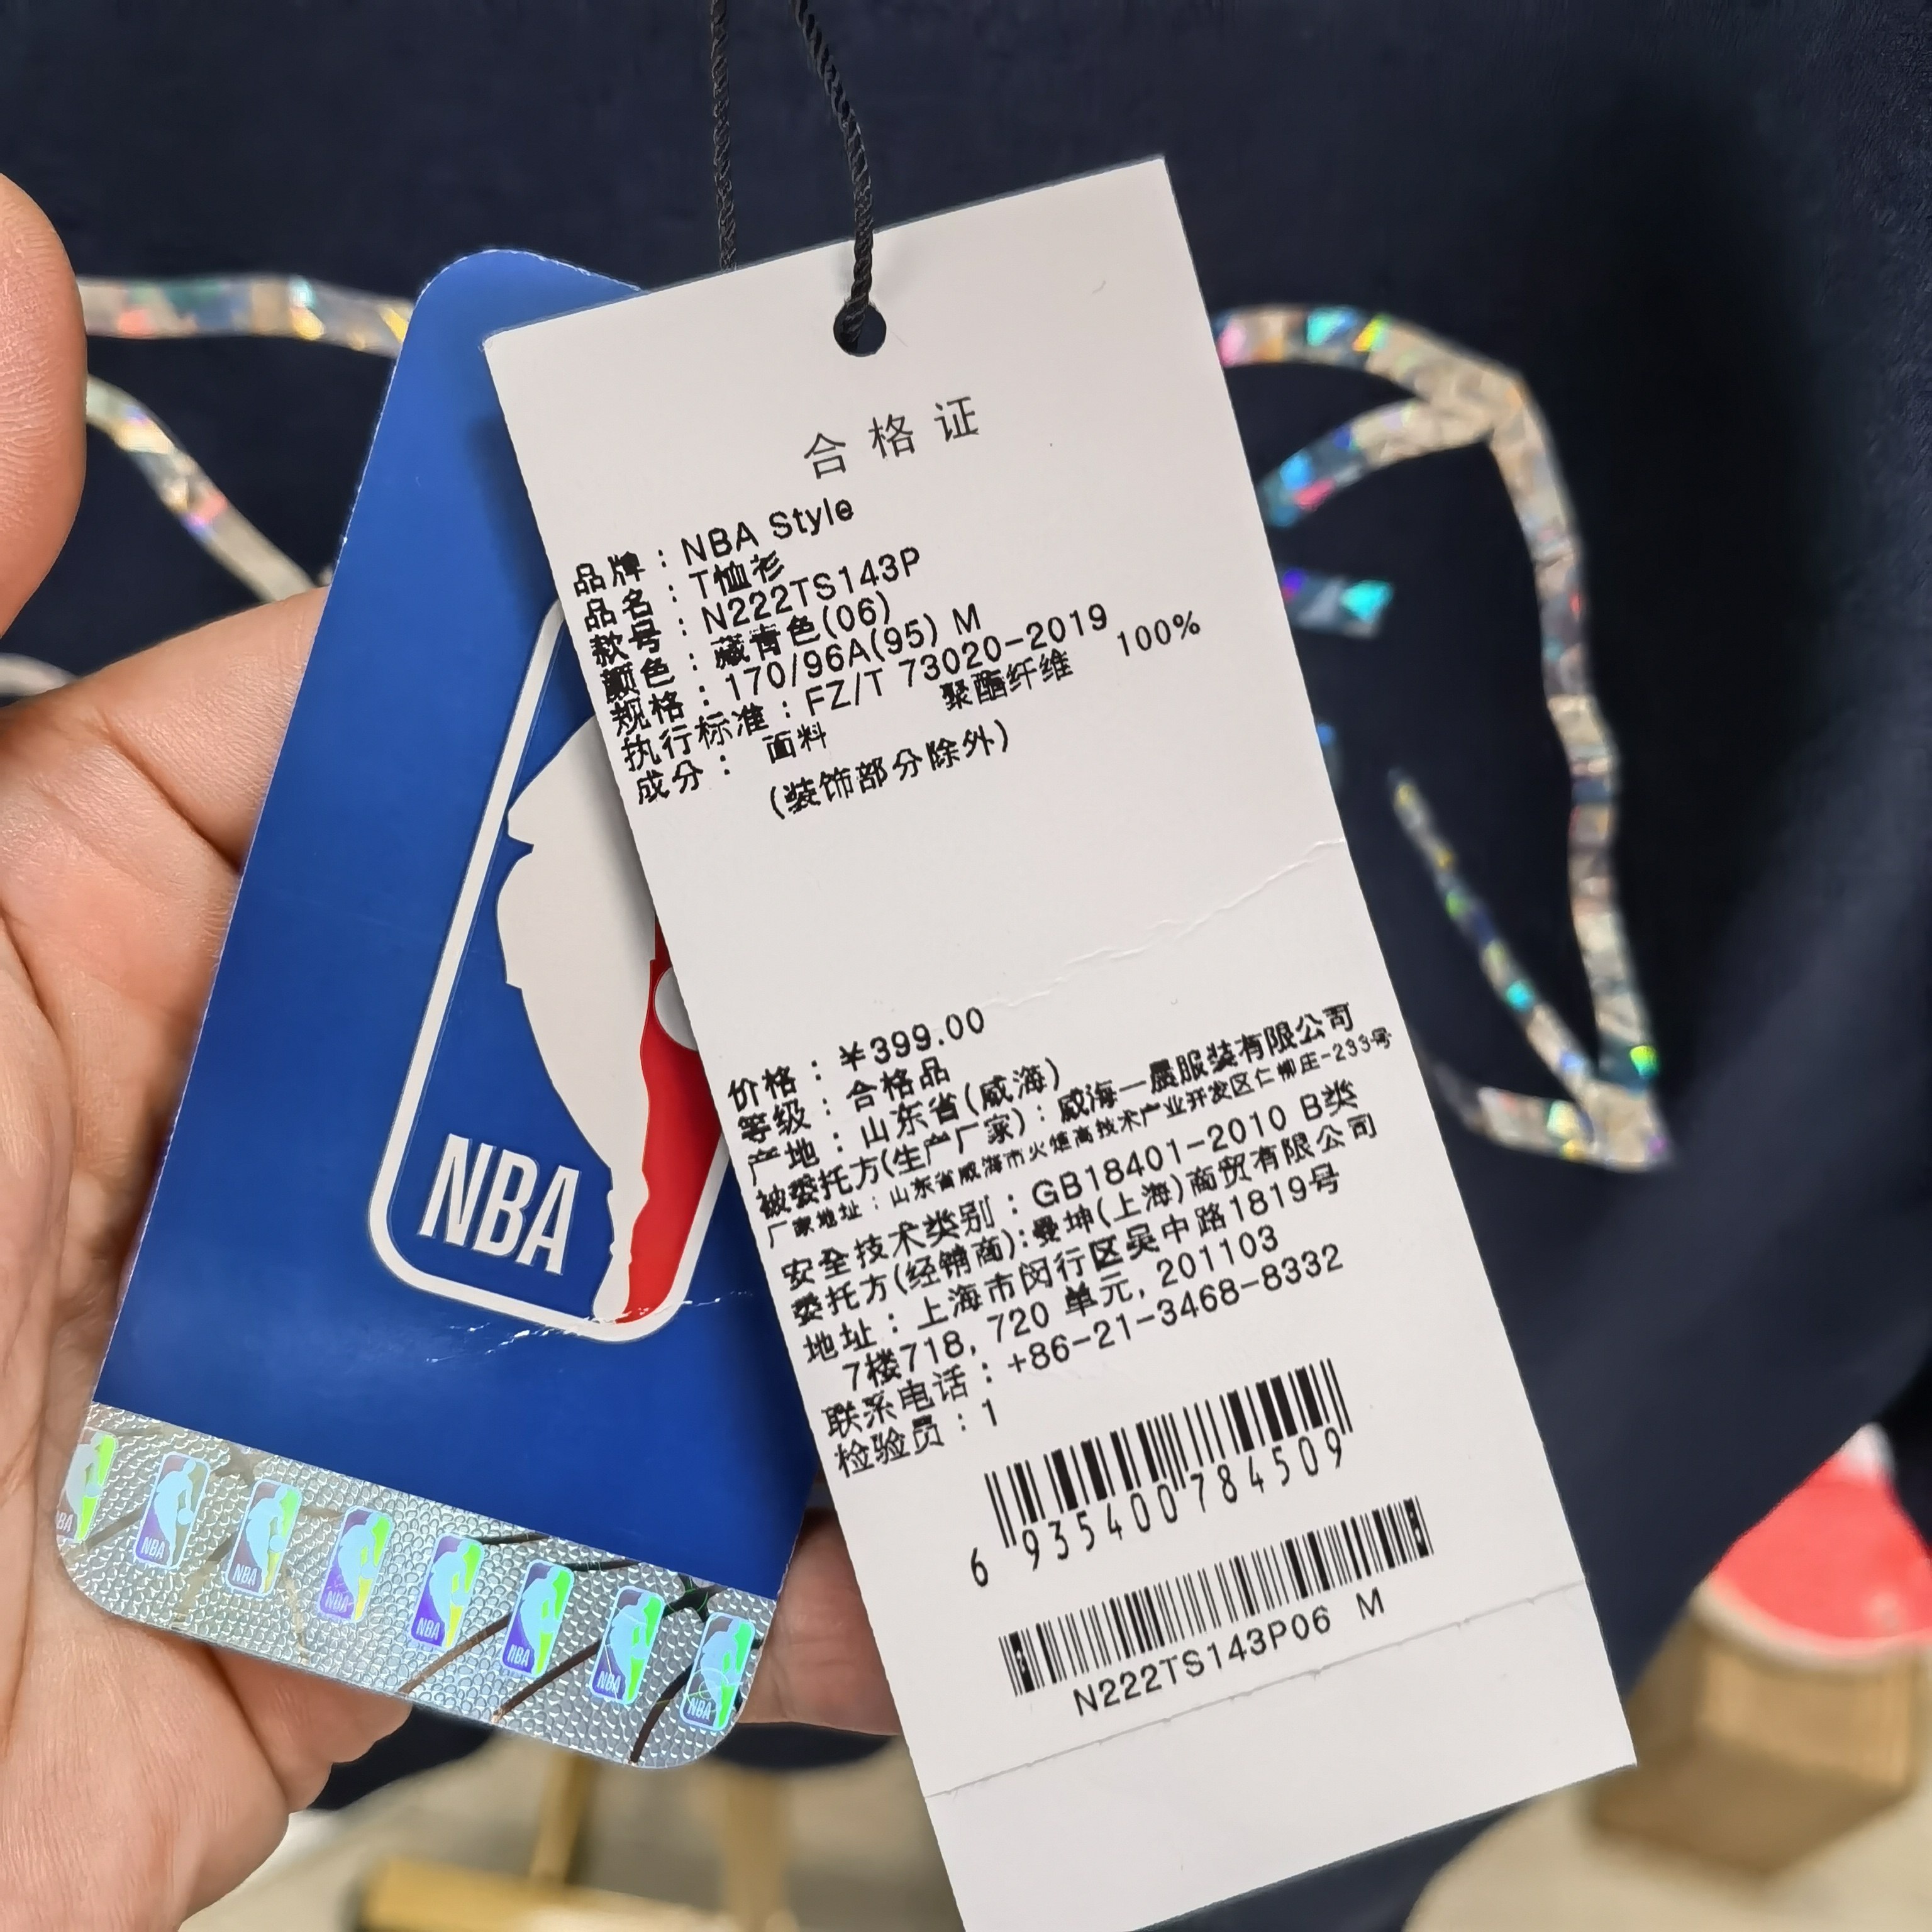 合格证
品牌：NBA Style
品名：T恤衫
款号：N222TS143P
颜色：藏青色(06)
规格：170/96A(95) M
执行标准：FZ/T 73020-2019
成分： 面料 聚酯纤维 100%
(装饰部分除外)
价格：￥399.00
等级：合格品
产地：山东省(威海)
被委托方(生产厂家)：威海一晨服装有限公司
厂家地址：山东省威海市火炬高技术产业开发区仁柳庄-233号
安全技术类别：GB18401-2010 B类
委托方(经销商):曼坤(上海)商贸有限公司
地址：上海市闵行区吴中路1819号
7楼718, 720 单元, 201103
联系电话：+86-21-3468-8332
检验员：1
6 935400 784509
N222TS143P06 M
NBA
NBA
NBA
NBA
NBA
NBA
NBA
NBA
NBA